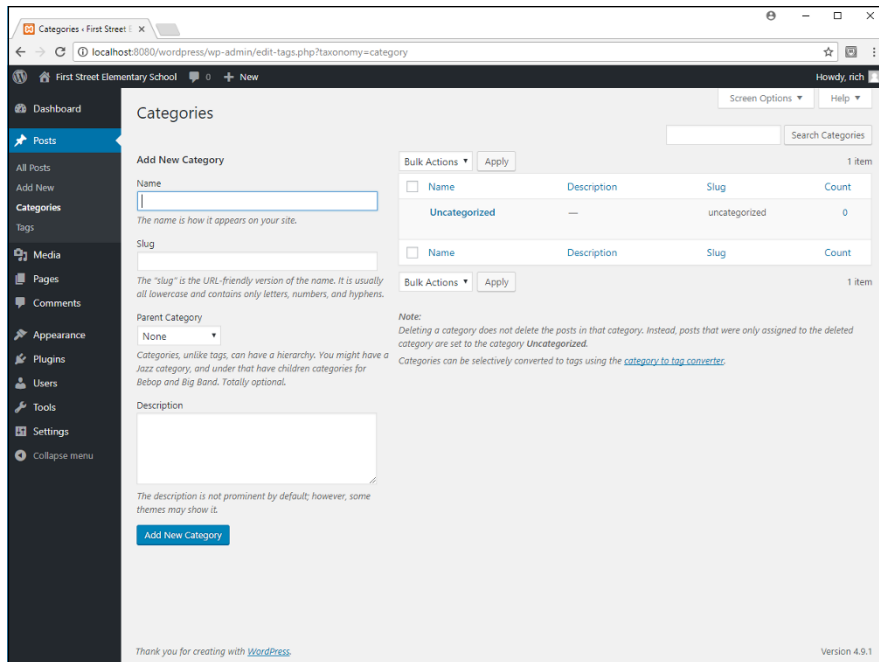 Categories ‹ First Street E
localhost:8080/wordpress/wp-admin/edit-tags.php?taxonomy=category
First Street Elementary School 0 New Howdy, rich
Dashboard
Posts
All Posts
Add New
Categories
Tags
Media
Pages
Comments
Appearance
Plugins
Users
Tools
Settings
Collapse menu
Screen Options Help
Categories
Search Categories
Add New Category
Name
The name is how it appears on your site.
Slug
The "slug" is the URL-friendly version of the name. It is usually
all lowercase and contains only letters, numbers, and hyphens.
Parent Category
None
Categories, unlike tags, can have a hierarchy. You might have a
Jazz category, and under that have children categories for
Bebop and Big Band. Totally optional.
Description
The description is not prominent by default; however, some
themes may show it.
Add New Category
Bulk Actions Apply 1 item
Name Description Slug Count
Uncategorized — uncategorized 0
Name Description Slug Count
Bulk Actions Apply 1 item
Note:
Deleting a category does not delete the posts in that category. Instead, posts that were only assigned to the deleted
category are set to the category Uncategorized.
Categories can be selectively converted to tags using the category to tag converter.
Thank you for creating with WordPress. Version 4.9.1